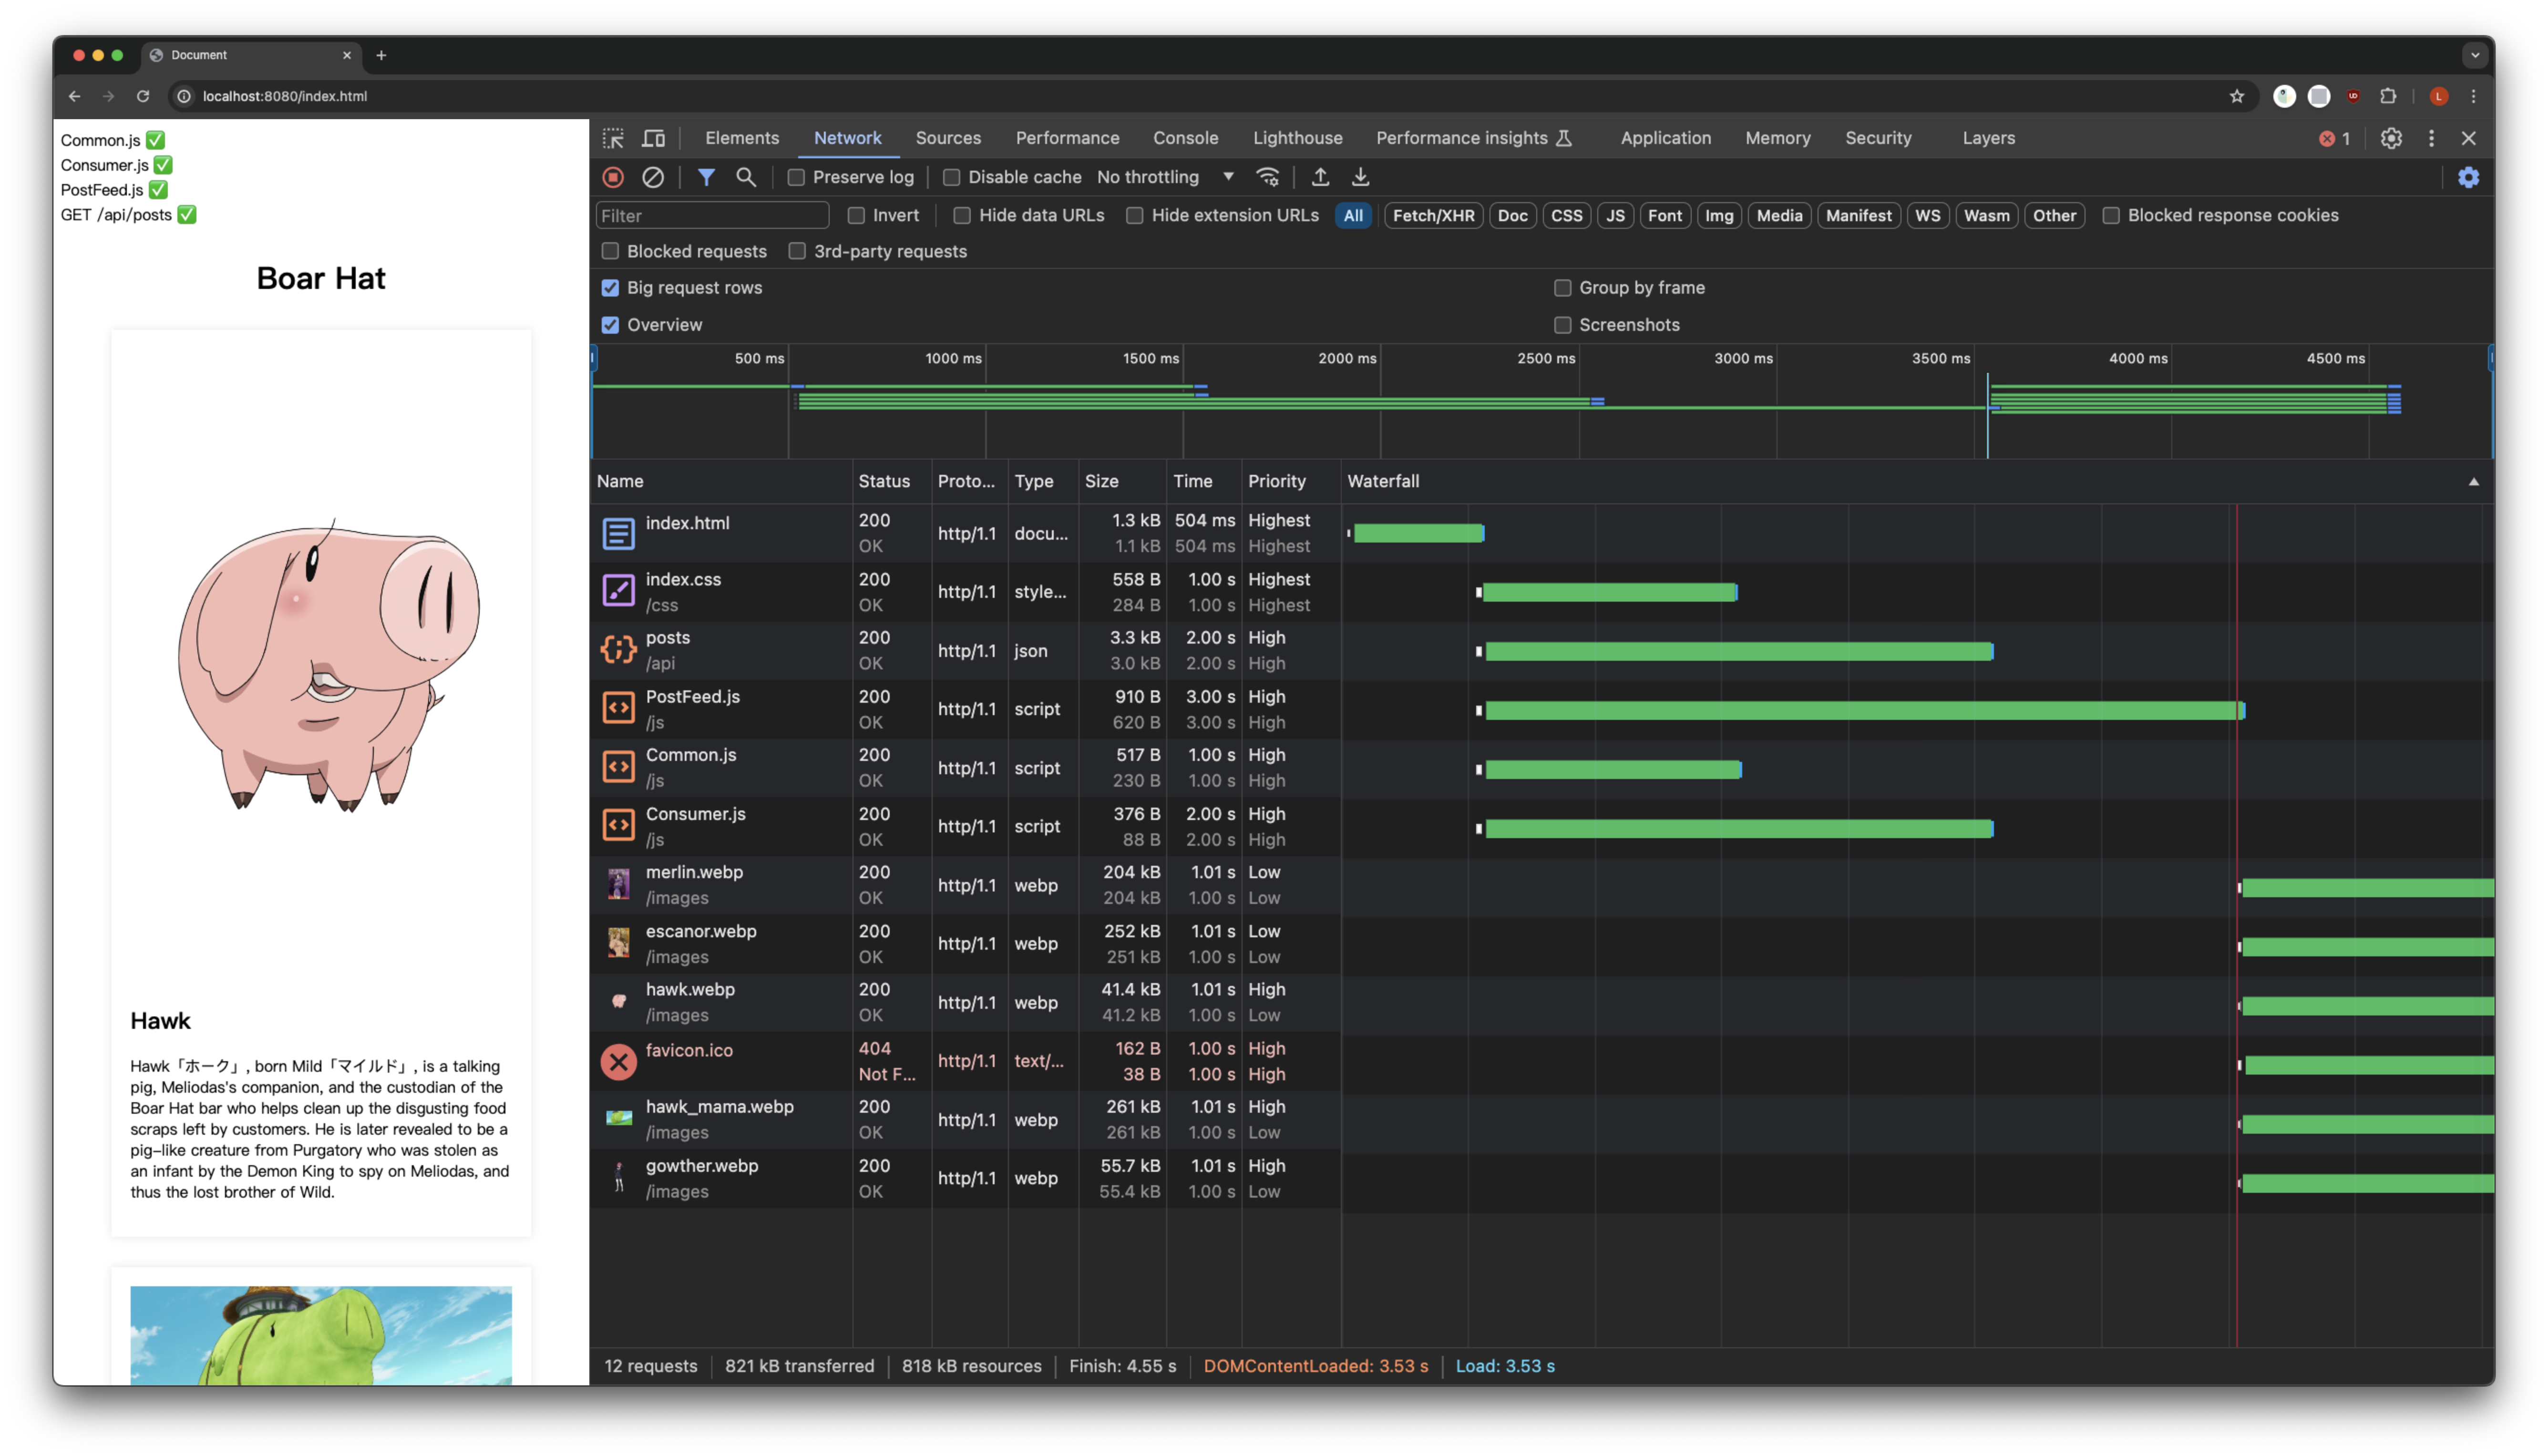 Document
localhost:8080/index.html
L
Common.js ✅
Consumer.js ✅
PostFeed.js ✅
GET /api/posts ✅
Boar Hat
Hawk
Hawk「ホーク」, born Mild「マイルド」, is a talking
pig, Meliodas's companion, and the custodian of the
Boar Hat bar who helps clean up the disgusting food
scraps left by customers. He is later revealed to be a
pig-like creature from Purgatory who was stolen as
an infant by the Demon King to spy on Meliodas, and
thus the lost brother of Wild.
Elements Network Sources Performance Console Lighthouse Performance insights Application Memory Security Layers 1
Preserve log Disable cache No throttling
Filter Invert Hide data URLs Hide extension URLs All Fetch/XHR Doc CSS JS Font Img Media Manifest WS Wasm Other Blocked response cookies
Blocked requests 3rd-party requests
Big request rows Group by frame
Overview Screenshots
500 ms 1000 ms 1500 ms 2000 ms 2500 ms 3000 ms 3500 ms 4000 ms 4500 ms
Name Status Proto... Type Size Time Priority Waterfall
index.html 200 OK http/1.1 docu... 1.3 kB 1.1 kB 504 ms 504 ms Highest Highest
index.css /css 200 OK http/1.1 style... 558 B 284 B 1.00 s 1.00 s Highest Highest
posts /api 200 OK http/1.1 json 3.3 kB 3.0 kB 2.00 s 2.00 s High High
PostFeed.js /js 200 OK http/1.1 script 910 B 620 B 3.00 s 3.00 s High High
Common.js /js 200 OK http/1.1 script 517 B 230 B 1.00 s 1.00 s High High
Consumer.js /js 200 OK http/1.1 script 376 B 88 B 2.00 s 2.00 s High High
merlin.webp /images 200 OK http/1.1 webp 204 kB 204 kB 1.01 s 1.00 s Low Low
escanor.webp /images 200 OK http/1.1 webp 252 kB 251 kB 1.01 s 1.00 s Low Low
hawk.webp /images 200 OK http/1.1 webp 41.4 kB 41.2 kB 1.01 s 1.00 s High Low
favicon.ico 404 Not F... http/1.1 text/... 162 B 38 B 1.00 s 1.00 s High High
hawk_mama.webp /images 200 OK http/1.1 webp 261 kB 261 kB 1.01 s 1.00 s High Low
gowther.webp /images 200 OK http/1.1 webp 55.7 kB 55.4 kB 1.01 s 1.00 s High Low
12 requests 821 kB transferred 818 kB resources Finish: 4.55 s DOMContentLoaded: 3.53 s Load: 3.53 s